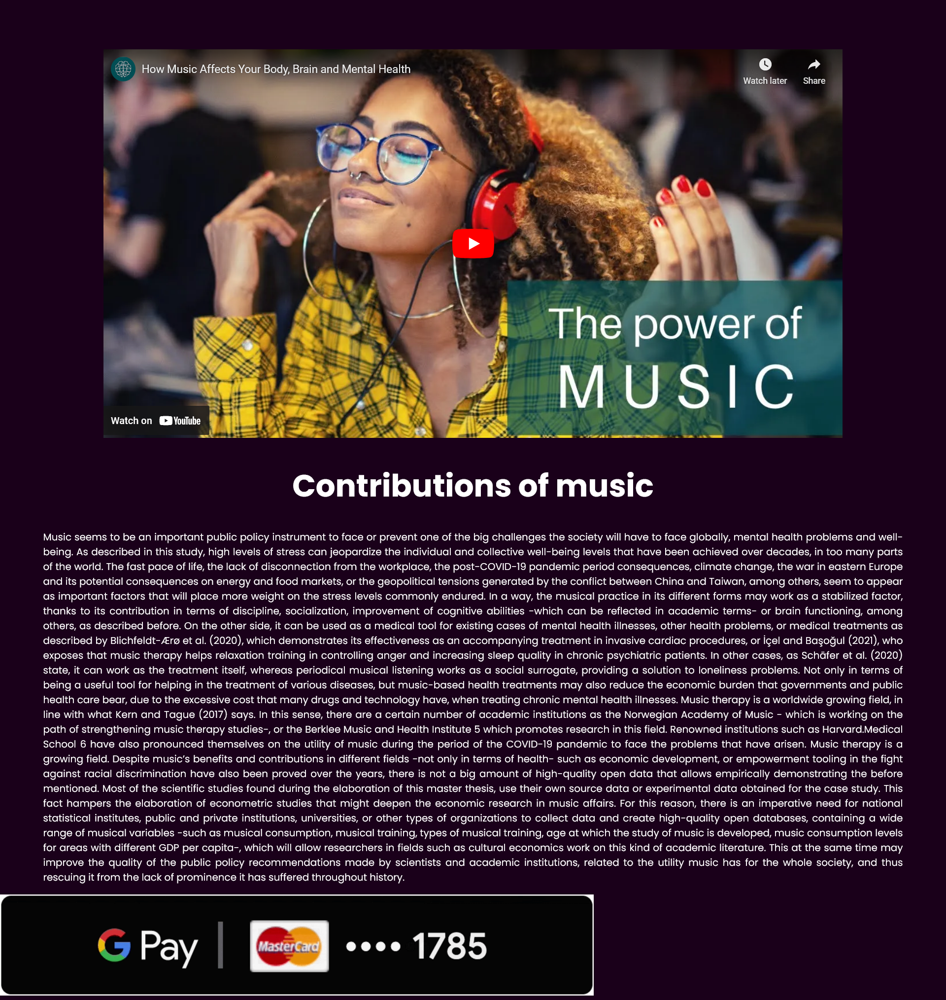 How Music Affects Your Body, Brain and Mental Health
Watch later
Share
The power of
MUSIC
Watch on YouTube
Contributions of music
Music seems to be an important public policy instrument to face or prevent one of the big challenges the society will have to face globally, mental health problems and well-
being. As described in this study, high levels of stress can jeopardize the individual and collective well-being levels that have been achieved over decades, in too many parts
of the world. The fast pace of life, the lack of disconnection from the workplace, the post-COVID-19 pandemic period consequences, climate change, the war in eastern Europe
and its potential consequences on energy and food markets, or the geopolitical tensions generated by the conflict between China and Taiwan, among others, seem to appear
as important factors that will place more weight on the stress levels commonly endured. In a way, the musical practice in its different forms may work as a stabilized factor,
thanks to its contribution in terms of discipline, socialization, improvement of cognitive abilities -which can be reflected in academic terms- or brain functioning, among
others, as described before. On the other side, it can be used as a medical tool for existing cases of mental health illnesses, other health problems, or medical treatments as
described by Blichfeldt-Ærø et al. (2020), which demonstrates its effectiveness as an accompanying treatment in invasive cardiac procedures, or İçel and Başoğul (2021), who
exposes that music therapy helps relaxation training in controlling anger and increasing sleep quality in chronic psychiatric patients. In other cases, as Schäfer et al. (2020)
state, it can work as the treatment itself, whereas periodical musical listening works as a social surrogate, providing a solution to loneliness problems. Not only in terms of
being a useful tool for helping in the treatment of various diseases, but music-based health treatments may also reduce the economic burden that governments and public
health care bear, due to the excessive cost that many drugs and technology have, when treating chronic mental health illnesses. Music therapy is a worldwide growing field, in
line with what Kern and Tague (2017) says. In this sense, there are a certain number of academic institutions as the Norwegian Academy of Music - which is working on the
path of strengthening music therapy studies-, or the Berklee Music and Health Institute 5 which promotes research in this field. Renowned institutions such as Harvard.Medical
School 6 have also pronounced themselves on the utility of music during the period of the COVID-19 pandemic to face the problems that have arisen. Music therapy is a
growing field. Despite music's benefits and contributions in different fields -not only in terms of health- such as economic development, or empowerment tooling in the fight
against racial discrimination have also been proved over the years, there is not a big amount of high-quality open data that allows empirically demonstrating the before
mentioned. Most of the scientific studies found during the elaboration of this master thesis, use their own source data or experimental data obtained for the case study. This
fact hampers the elaboration of econometric studies that might deepen the economic research in music affairs. For this reason, there is an imperative need for national
statistical institutes, public and private institutions, universities, or other types of organizations to collect data and create high-quality open databases, containing a wide
range of musical variables -such as musical consumption, musical training, types of musical training, age at which the study of music is developed, music consumption levels
for areas with different GDP per capita-, which will allow researchers in fields such as cultural economics work on this kind of academic literature. This at the same time may
improve the quality of the public policy recommendations made by scientists and academic institutions, related to the utility music has for the whole society, and thus
rescuing it from the lack of prominence it has suffered throughout history.
G Pay | MasterCard •••• 1785